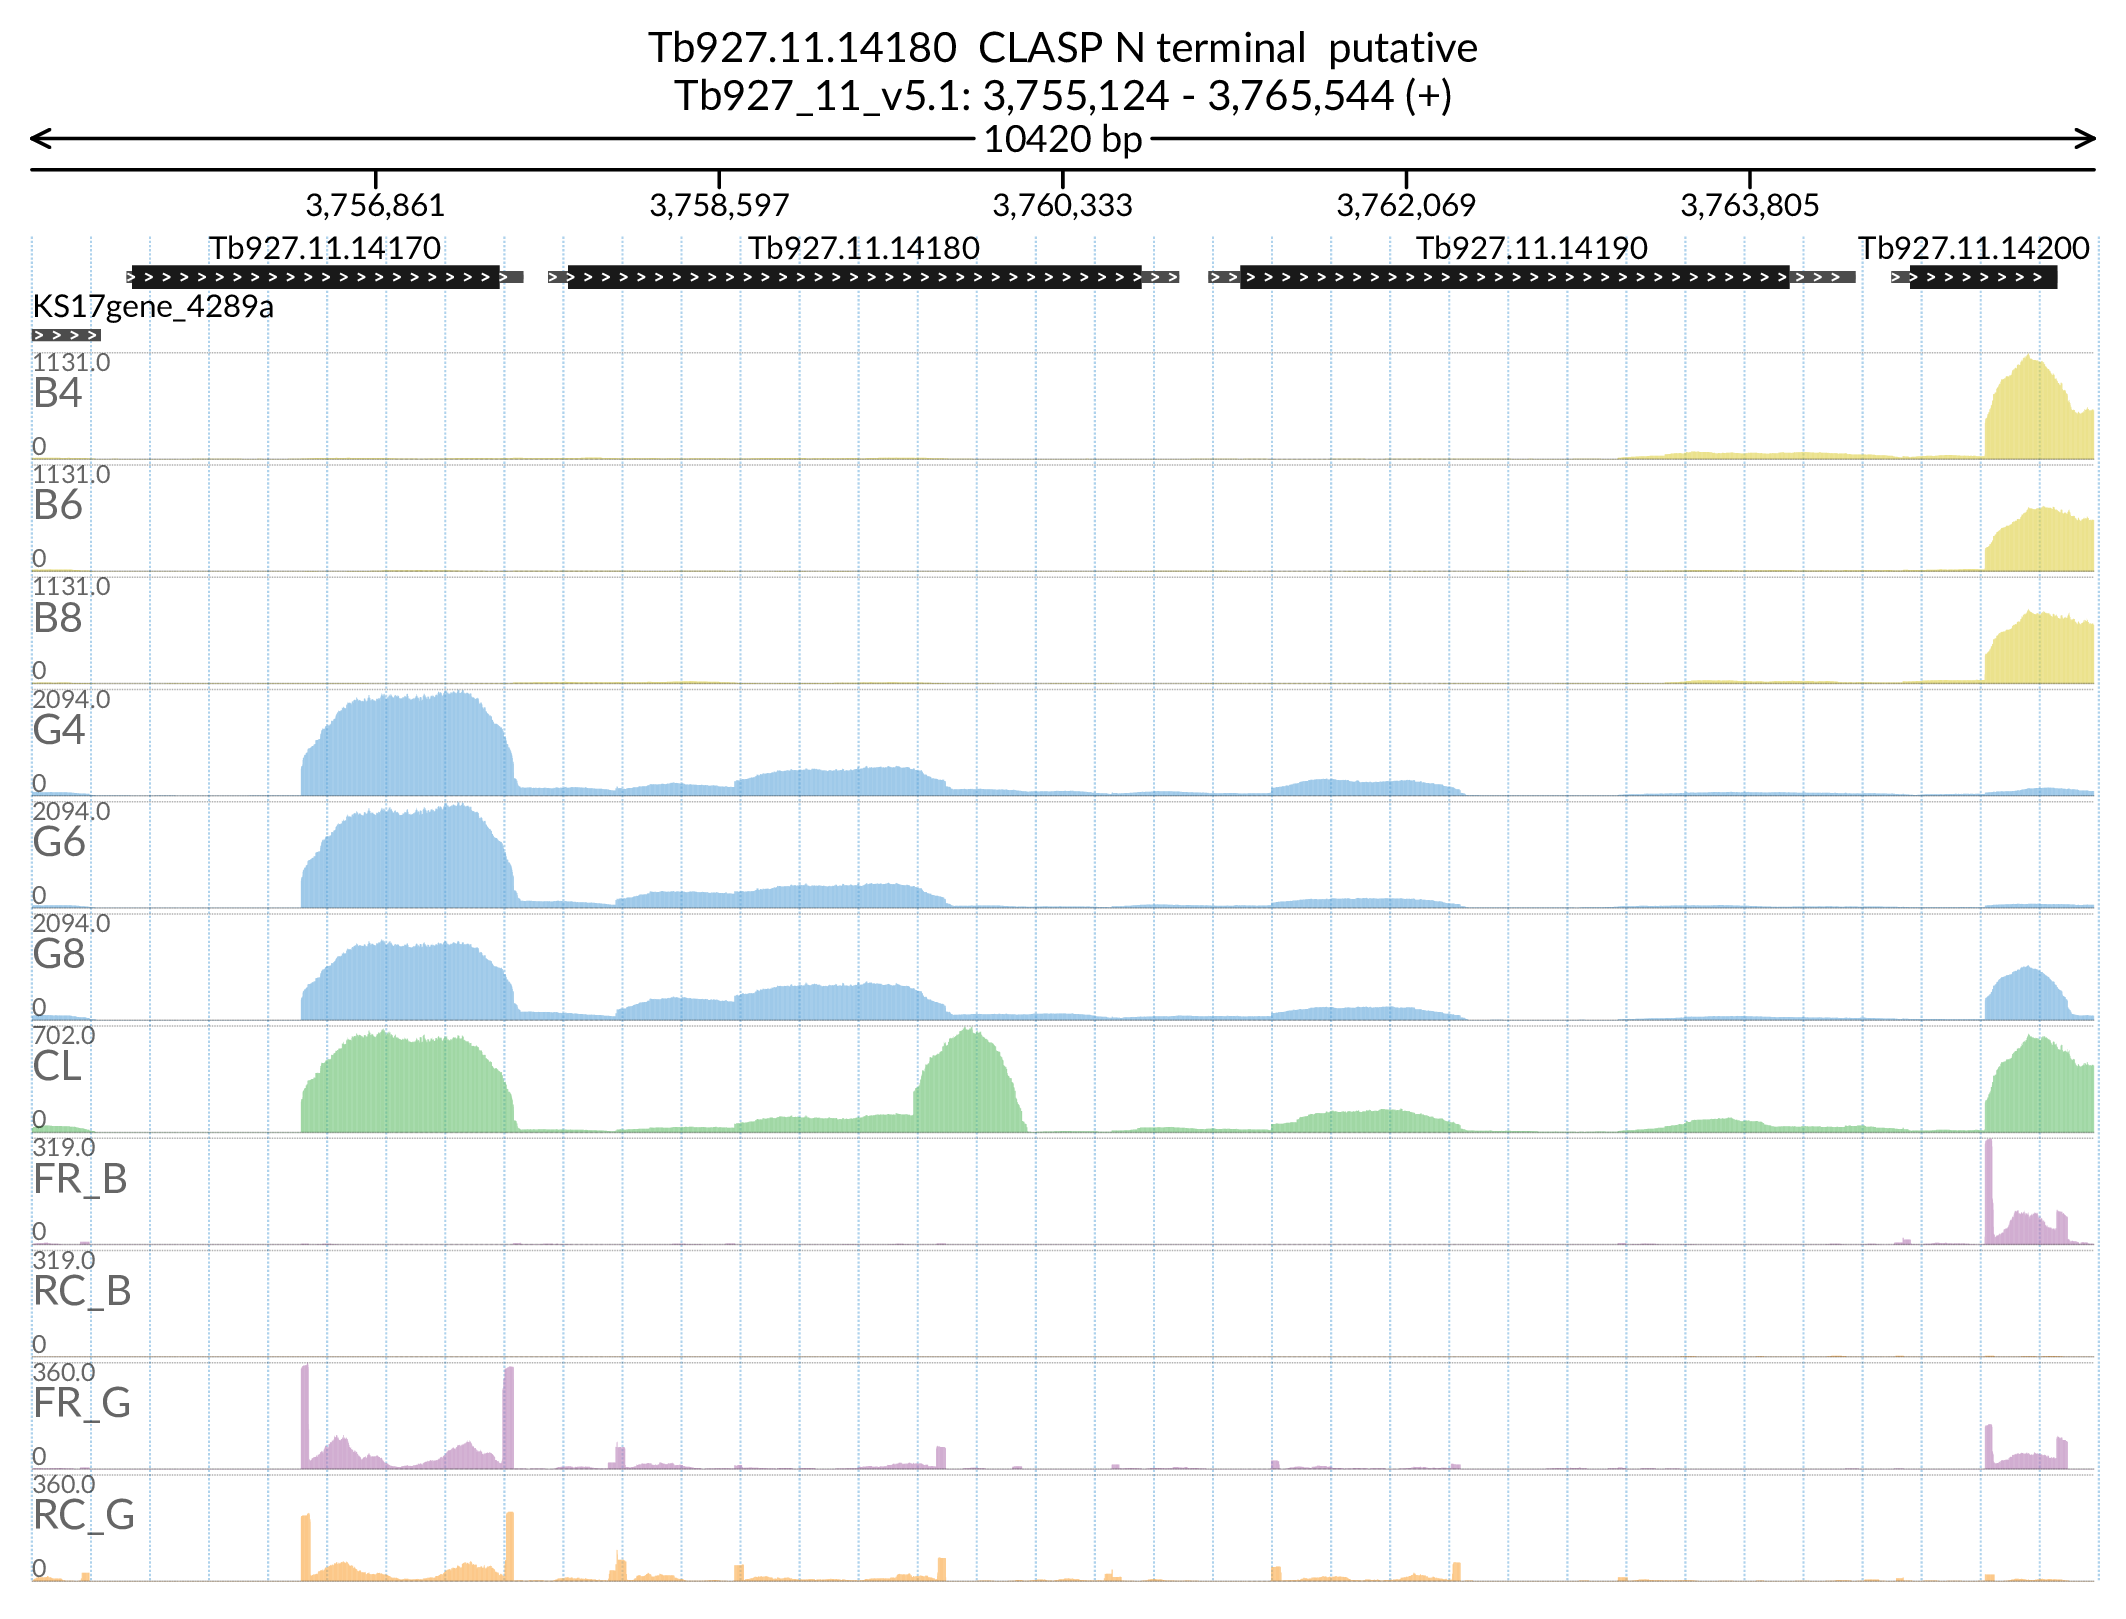 Tb927.11.14180  CLASP N terminal  putative
Tb927_11_v5.1: 3,755,124 - 3,765,544 (+)
10420 bp
3,756,861 3,758,597 3,760,333 3,762,069 3,763,805
Tb927.11.14170 Tb927.11.14180 Tb927.11.14190 Tb927.11.14200
KS17gene_4289a
1131.0
B4
0
1131.0
B6
0
1131.0
B8
0
2094.0
G4
0
2094.0
G6
0
2094.0
G8
0
702.0
CL
0
319.0
FR_B
0
319.0
RC_B
0
360.0
FR_G
0
360.0
RC_G
0